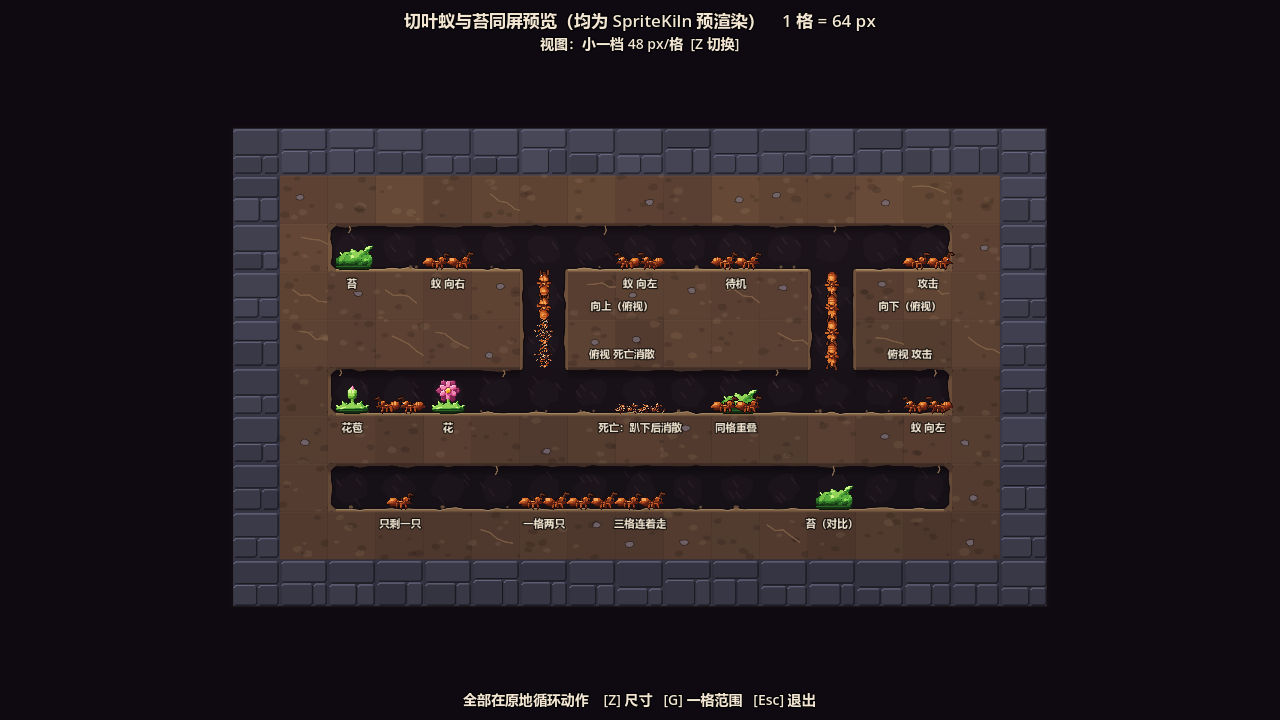 切叶蚁与苔同屏预览（均为 SpriteKiln 预渲染）　1 格 = 64 px
视图：小一档 48 px/格 [Z 切换]
苔 蚁 向右 蚁 向左 待机 攻击
向上（俯视） 向下（俯视）
俯视 死亡消散 俯视 攻击
花苞 花 死亡：趴下后消散 同格重叠 蚁 向左
只剩一只 一格两只 三格连着走 苔（对比）
全部在原地循环动作 [Z] 尺寸 [G] 一格范围 [Esc] 退出